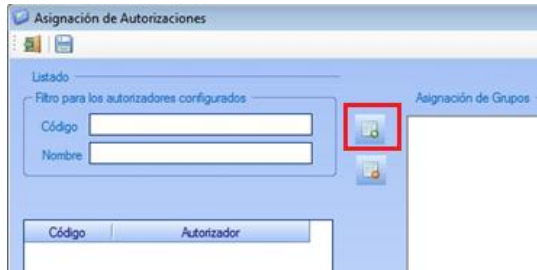 Asignación de Autorizaciones
Listado
Filtro para los autorizadores configurados
Asignación de Grupos
Código
Nombre
Código Autorizador